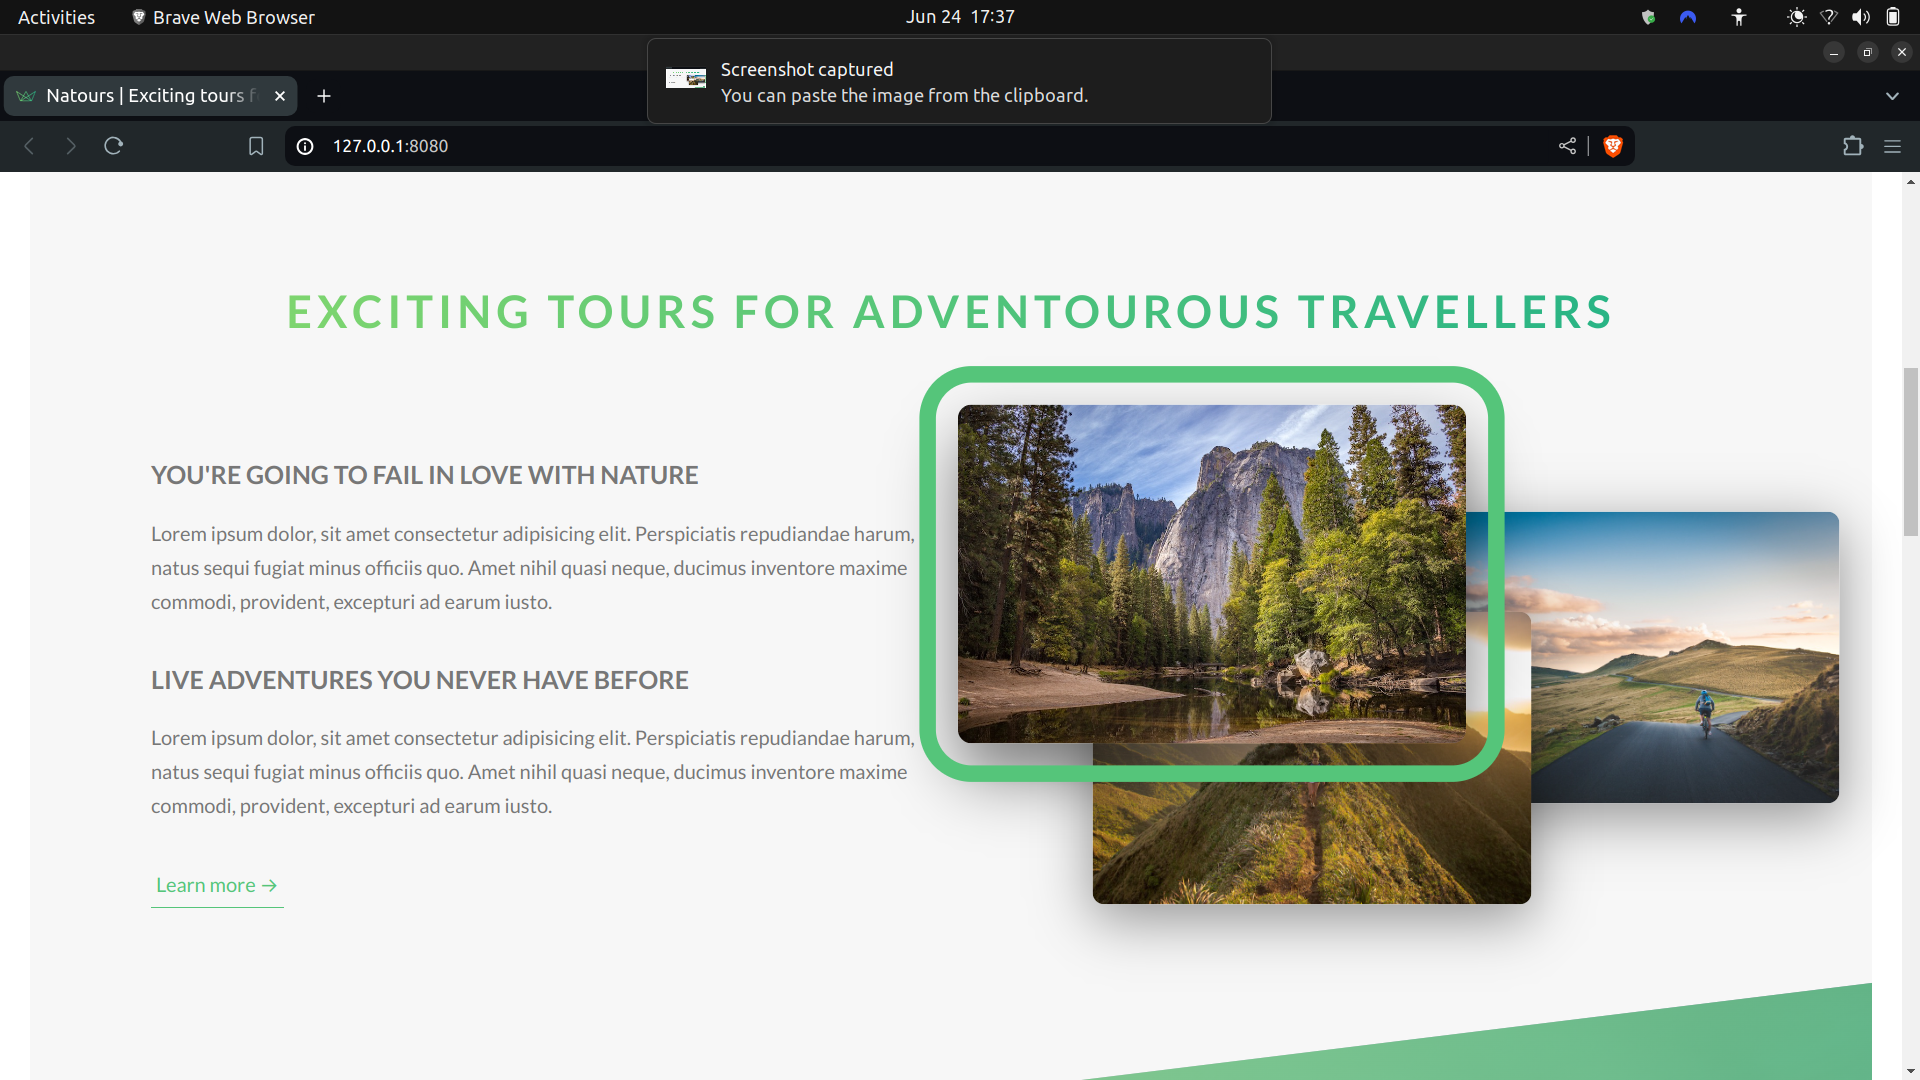 Activities
Brave Web Browser
Jun 24 17:37
Screenshot captured
You can paste the image from the clipboard.
Natours | Exciting tours f
127.0.0.1:8080
EXCITING TOURS FOR ADVENTOUROUS TRAVELLERS
YOU'RE GOING TO FAIL IN LOVE WITH NATURE
Lorem ipsum dolor, sit amet consectetur adipisicing elit. Perspiciatis repudiandae harum,
natus sequi fugiat minus officiis quo. Amet nihil quasi neque, ducimus inventore maxime
commodi, provident, excepturi ad earum iusto.
LIVE ADVENTURES YOU NEVER HAVE BEFORE
Lorem ipsum dolor, sit amet consectetur adipisicing elit. Perspiciatis repudiandae harum,
natus sequi fugiat minus officiis quo. Amet nihil quasi neque, ducimus inventore maxime
commodi, provident, excepturi ad earum iusto.
Learn more →